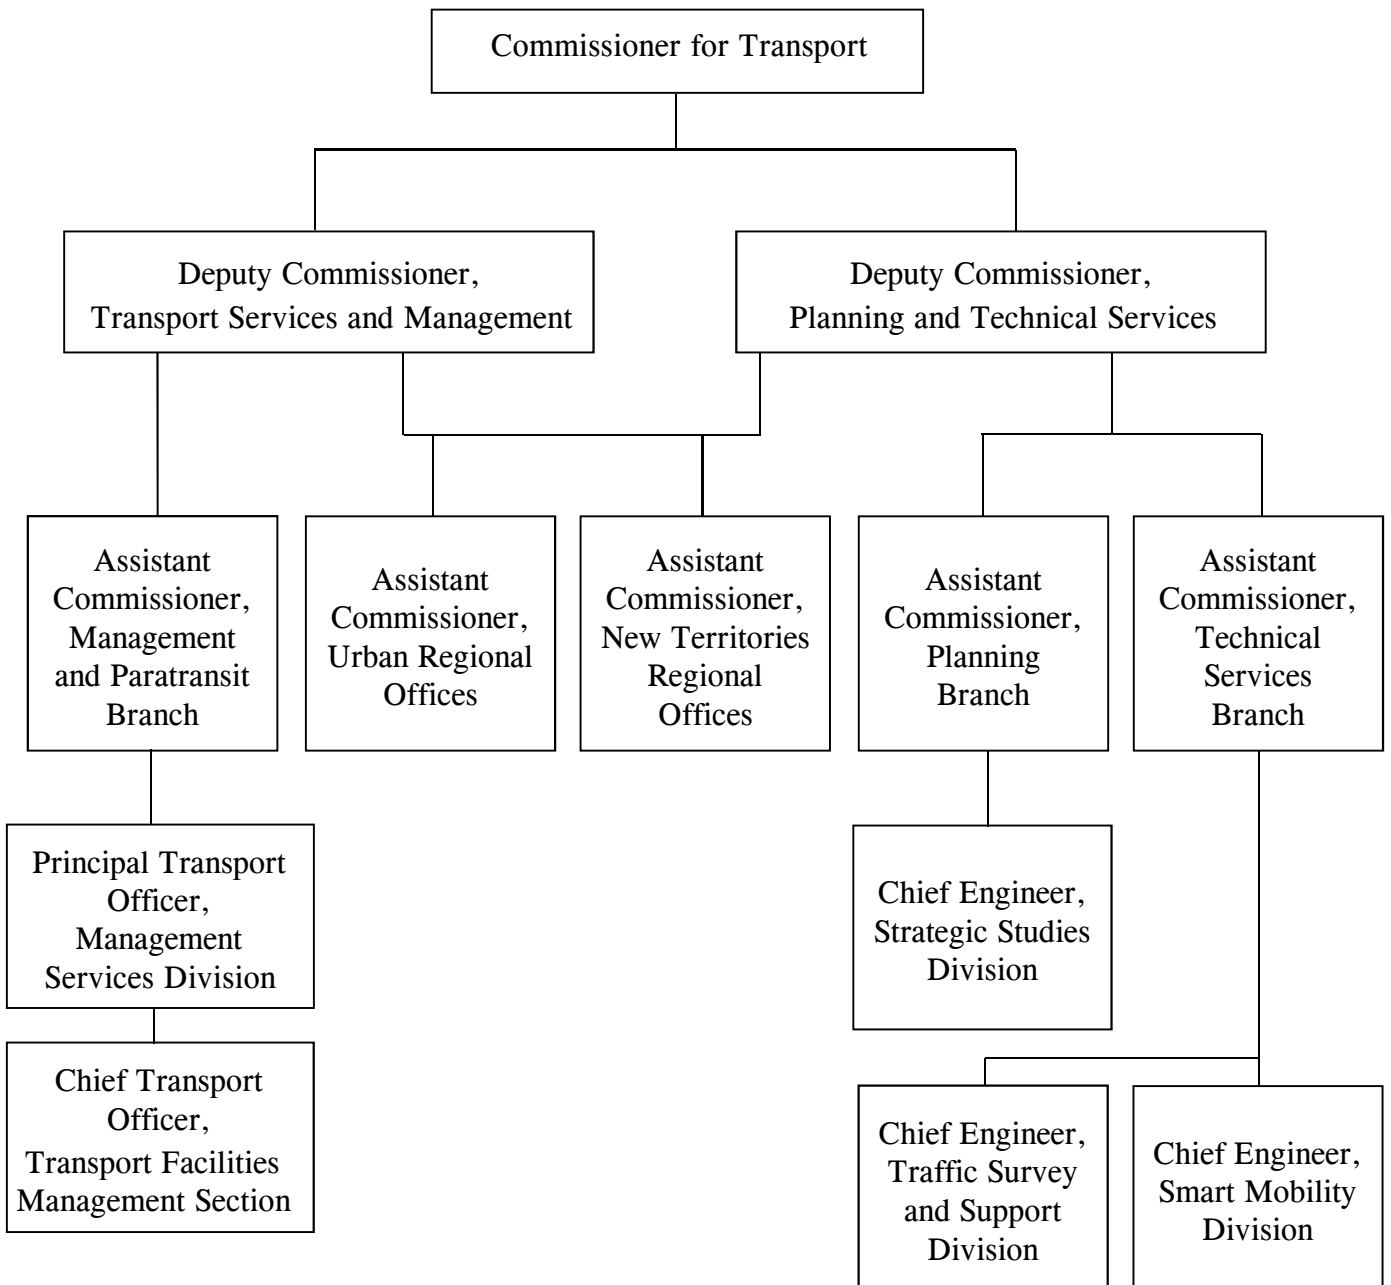 Commissioner for Transport
Deputy Commissioner,
Transport Services and Management
Deputy Commissioner,
Planning and Technical Services
Assistant
Commissioner,
Management
and Paratransit
Branch
Assistant
Commissioner,
Urban Regional
Offices
Assistant
Commissioner,
New Territories
Regional
Offices
Assistant
Commissioner,
Planning
Branch
Assistant
Commissioner,
Technical
Services
Branch
Principal Transport
Officer,
Management
Services Division
Chief Engineer,
Strategic Studies
Division
Chief Transport
Officer,
Transport Facilities
Management Section
Chief Engineer,
Traffic Survey
and Support
Division
Chief Engineer,
Smart Mobility
Division